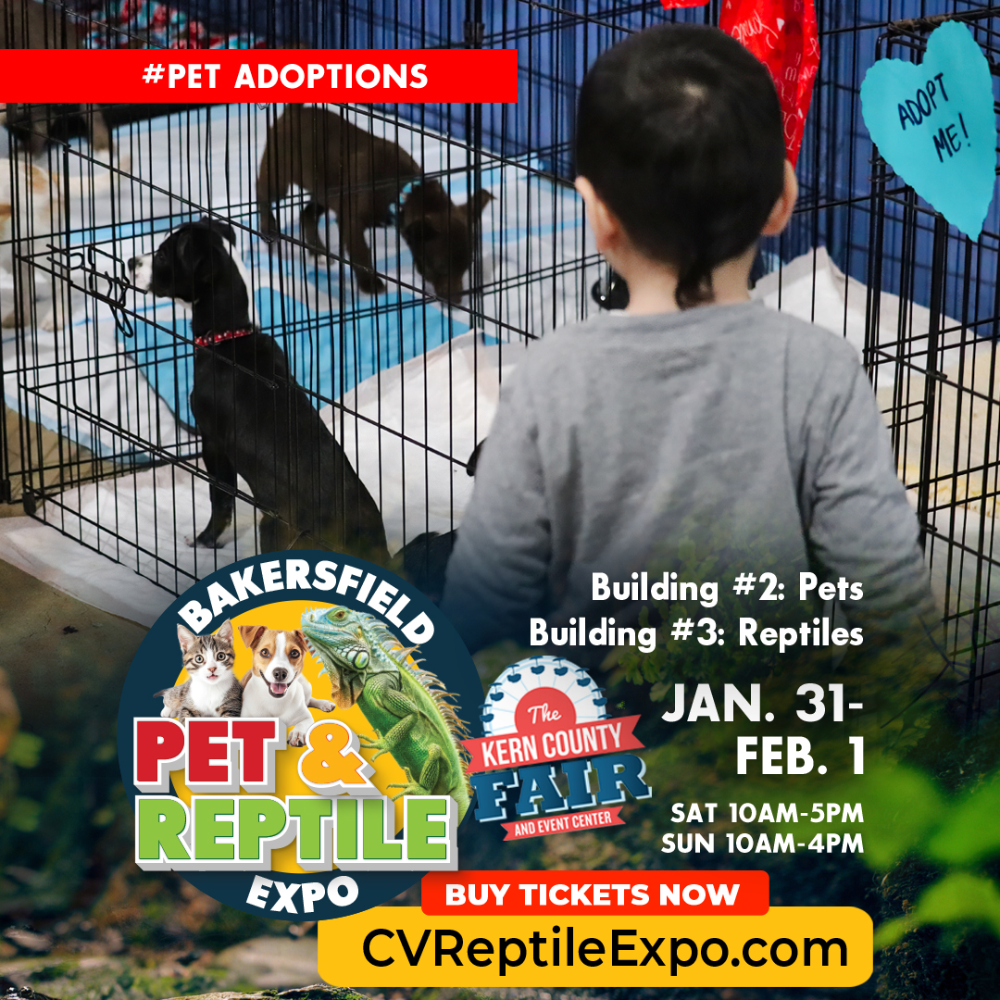 #PET ADOPTIONS
ADOPT
ME!
BAKERSFIELD
PET &
REPTILE
EXPO
Building #2: Pets
Building #3: Reptiles
The
KERN COUNTY
FAIR
AND EVENT CENTER
JAN. 31-
FEB. 1
SAT 10AM-5PM
SUN 10AM-4PM
BUY TICKETS NOW
CVReptileExpo.com